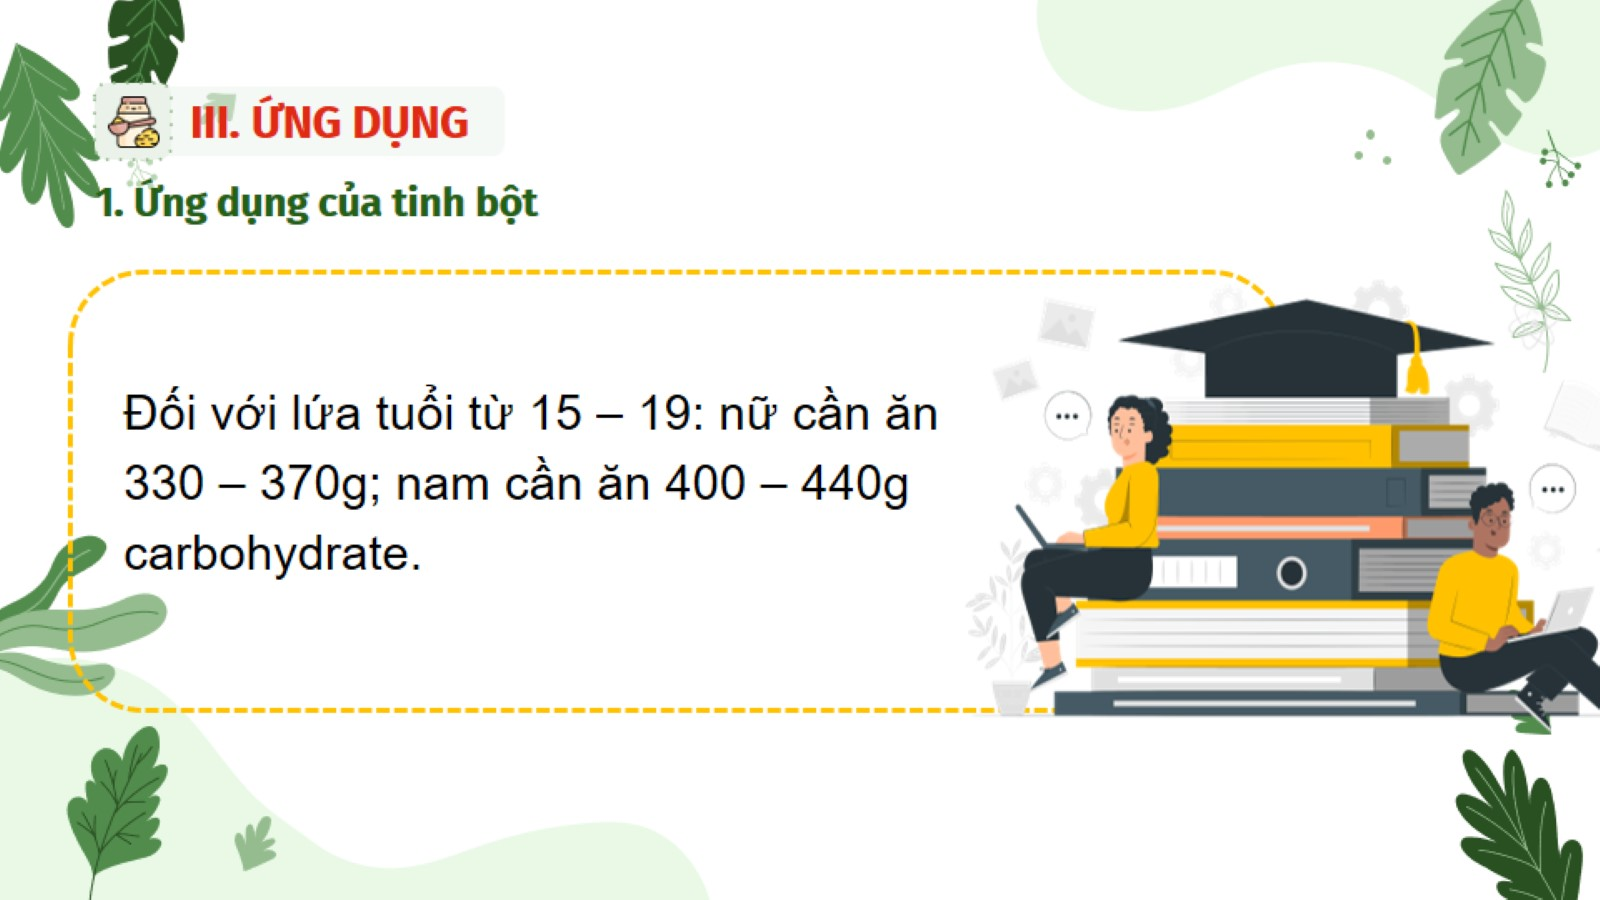 III. ỨNG DỤNG
1. Ứng dụng của tinh bột
Đối với lứa tuổi từ 15 – 19: nữ cần ăn
330 – 370g; nam cần ăn 400 – 440g
carbohydrate.